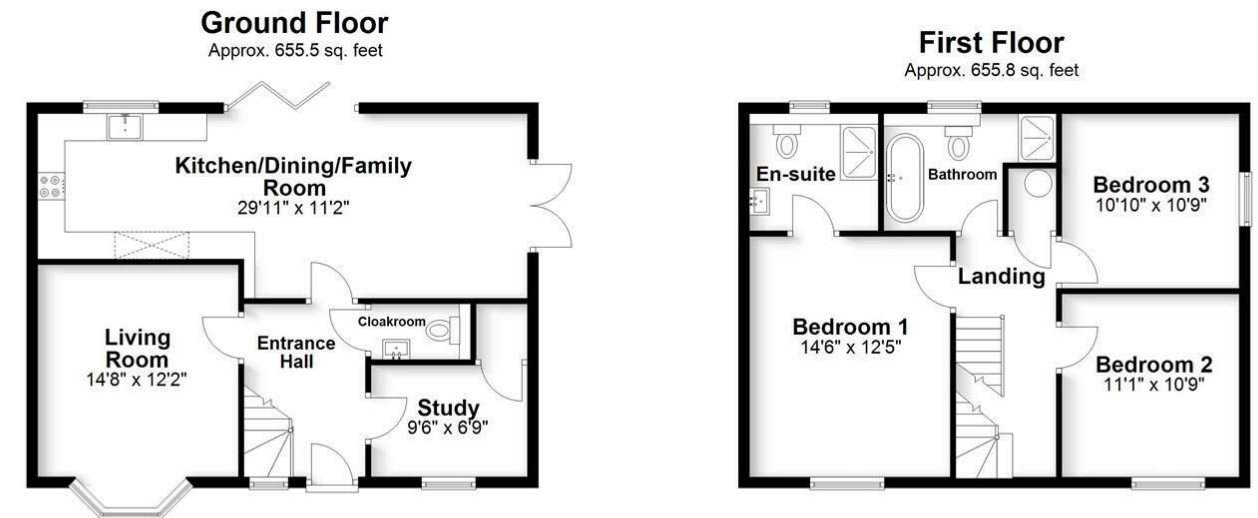 Ground Floor
Approx. 655.5 sq. feet
Kitchen/Dining/Family
Room
29'11" x 11'2"
Living
Room
14'8" x 12'2"
Entrance
Hall
Cloakroom
Study
9'6" x 6'9"
First Floor
Approx. 655.8 sq. feet
En-suite
Bathroom
Bedroom 3
10'10" x 10'9"
Landing
Bedroom 1
14'6" x 12'5"
Bedroom 2
11'1" x 10'9"